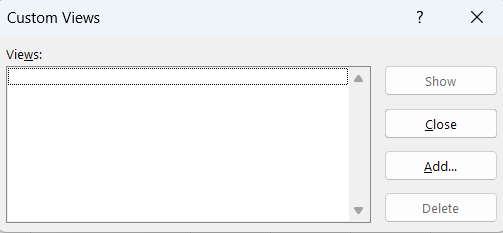 Custom Views ?
Views:
Show
Close
Add...
Delete